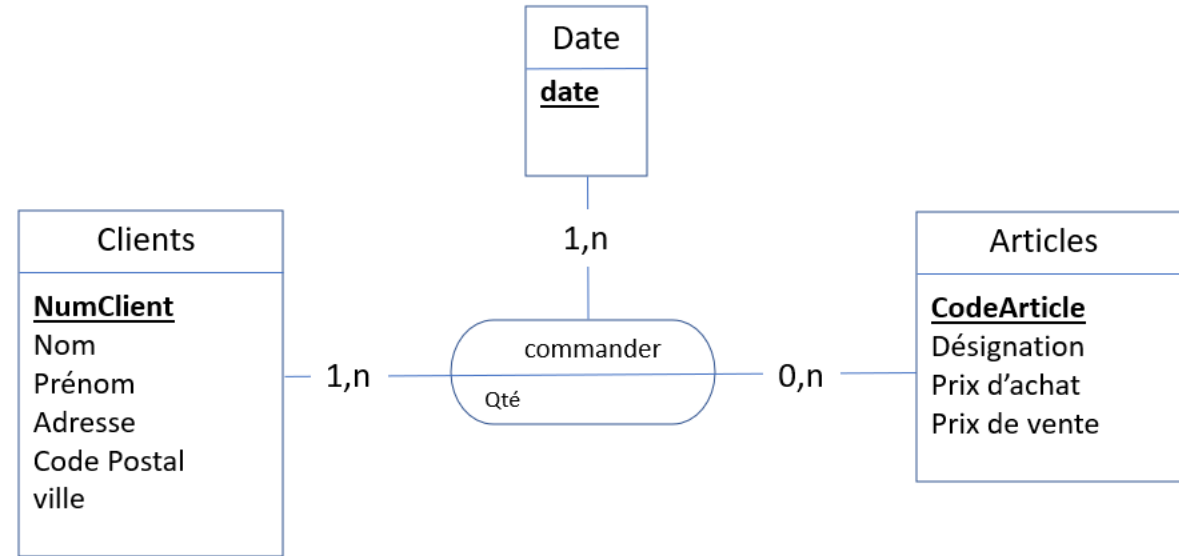 Date
date
1,n
Clients
NumClient
Nom
Prénom
Adresse
Code Postal
ville
1,n
commander
Qté
0,n
Articles
CodeArticle
Désignation
Prix d'achat
Prix de vente